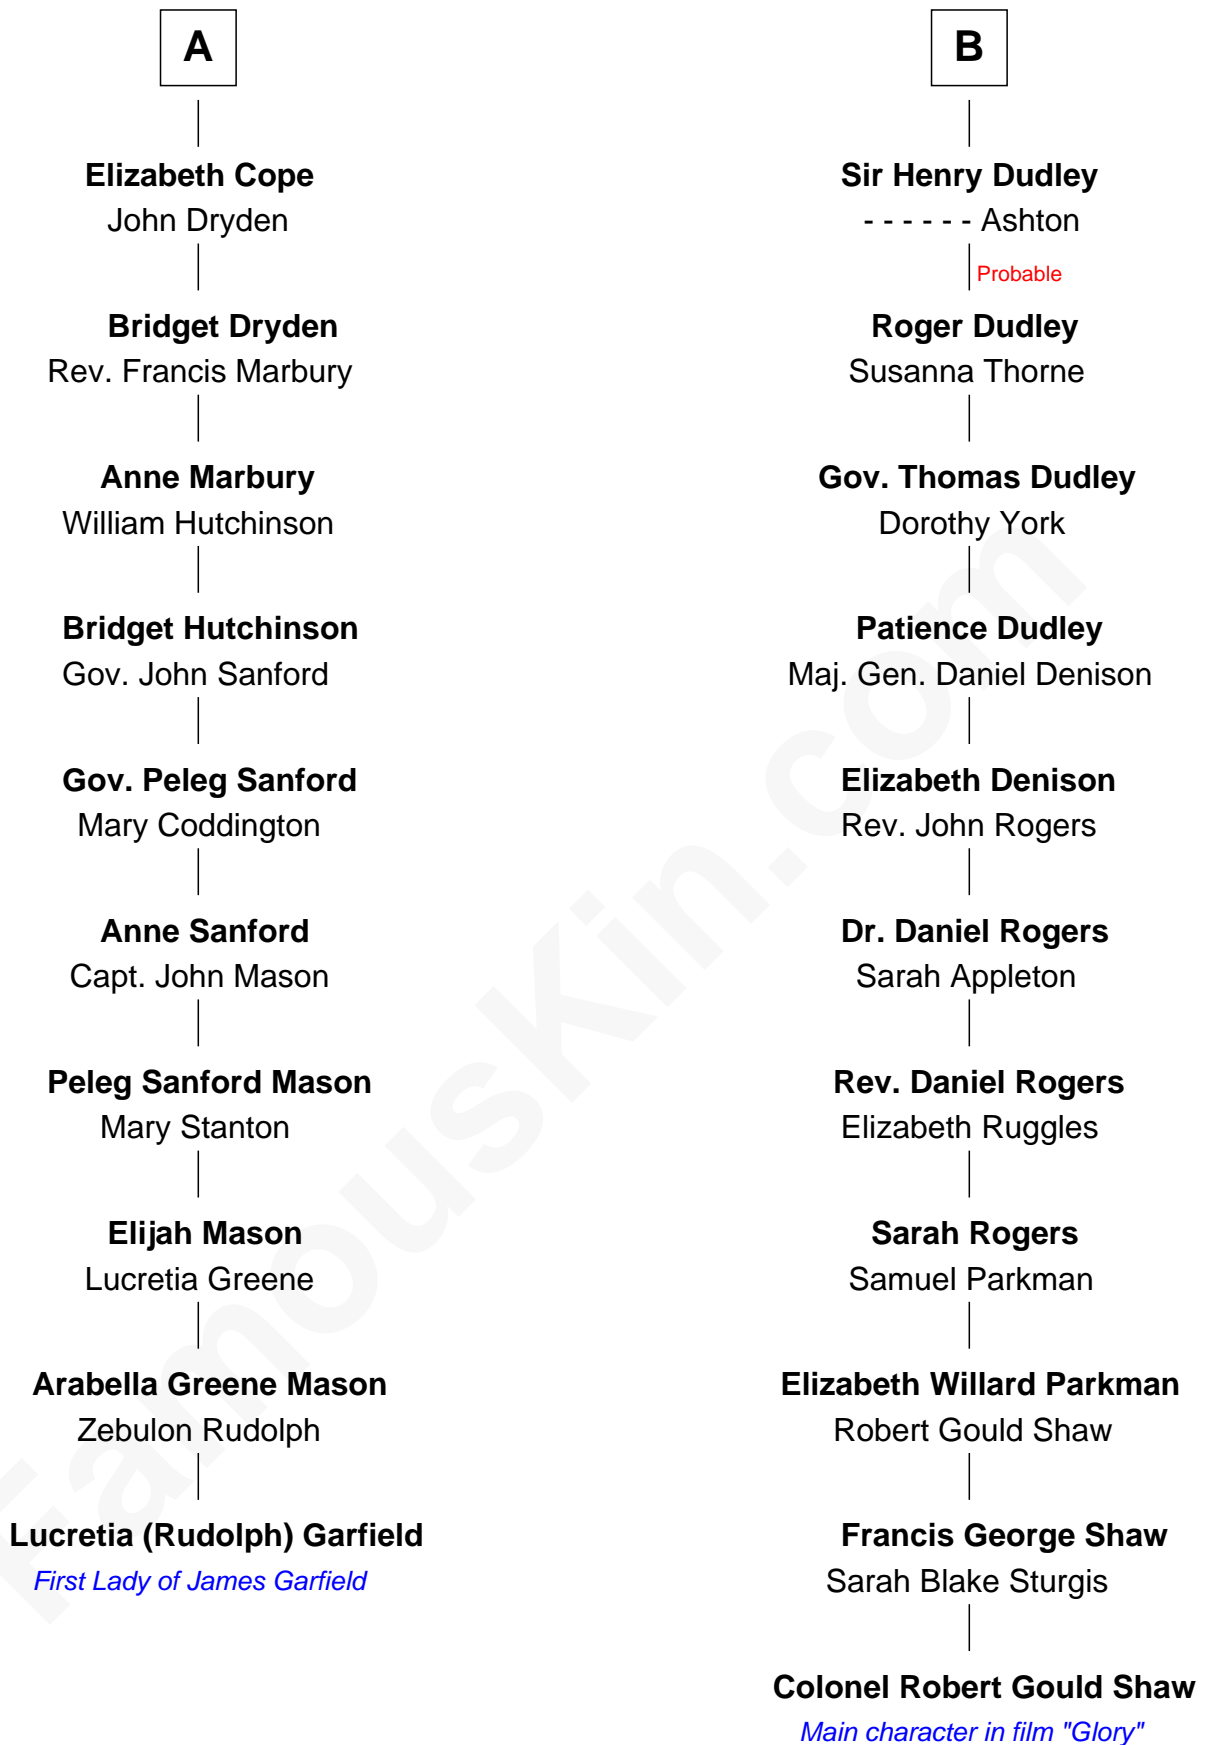 A
Elizabeth Cope
John Dryden
Bridget Dryden
Rev. Francis Marbury
Anne Marbury
William Hutchinson
Bridget Hutchinson
Gov. John Sanford
Gov. Peleg Sanford
Mary Coddington
Anne Sanford
Capt. John Mason
Peleg Sanford Mason
Mary Stanton
Elijah Mason
Lucretia Greene
Arabella Greene Mason
Zebulon Rudolph
Lucretia (Rudolph) Garfield
First Lady of James Garfield
B
Sir Henry Dudley
- - - - - - Ashton
Probable
Roger Dudley
Susanna Thorne
Gov. Thomas Dudley
Dorothy York
Patience Dudley
Maj. Gen. Daniel Denison
Elizabeth Denison
Rev. John Rogers
Dr. Daniel Rogers
Sarah Appleton
Rev. Daniel Rogers
Elizabeth Ruggles
Sarah Rogers
Samuel Parkman
Elizabeth Willard Parkman
Robert Gould Shaw
Francis George Shaw
Sarah Blake Sturgis
Colonel Robert Gould Shaw
Main character in film "Glory"
FamousKin.com